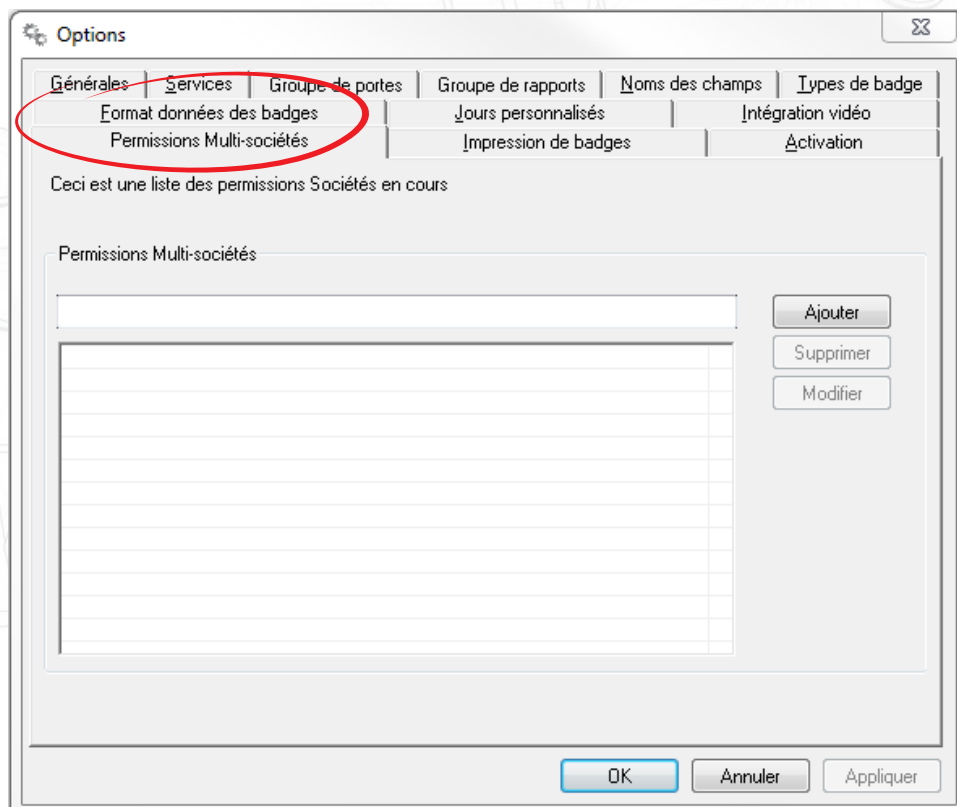 Options
Générales Services Groupe de portes Groupe de rapports Noms des champs Types de badge
Format données des badges Jours personnalisés Intégration vidéo
Permissions Multi-sociétés Impression de badges Activation
Ceci est une liste des permissions Sociétés en cours
Permissions Multi-sociétés
Ajouter
Supprimer
Modifier
OK Annuler Appliquer